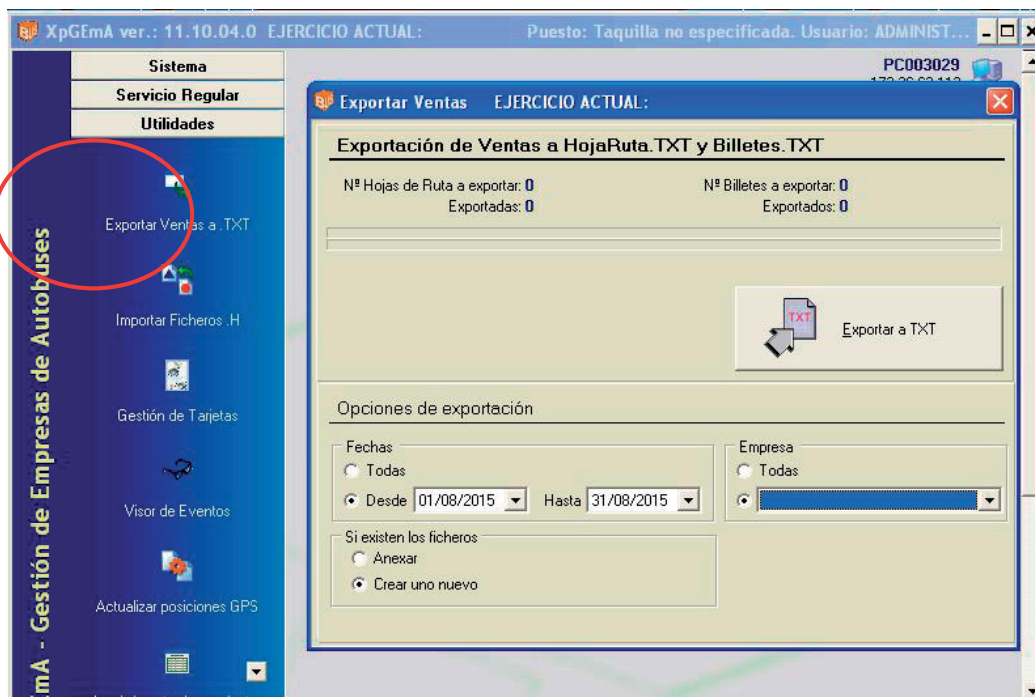 XpGEmA ver.: 11.10.04.0 EJERCICIO ACTUAL: Puesto: Taquilla no especificada. Usuario: ADMINIST...
Sistema
Servicio Regular
Utilidades
Exportar Ventas a .TXT
Importar Ficheros .H
Gestión de Tarjetas
Visor de Eventos
Actualizar posiciones GPS
mA - Gestión de Empresas de Autobuses
PC003029
Exportar Ventas EJERCICIO ACTUAL:
Exportación de Ventas a HojaRuta.TXT y Billetes.TXT
Nª Hojas de Ruta a exportar: 0 Nª Billetes a exportar: 0
Exportadas: 0 Exportados: 0
TXT
Exportar a TXT
Opciones de exportación
Fechas
Todas
Desde 01/08/2015 Hasta 31/08/2015
Empresa
Todas
Si existen los ficheros
Anexar
Crear uno nuevo